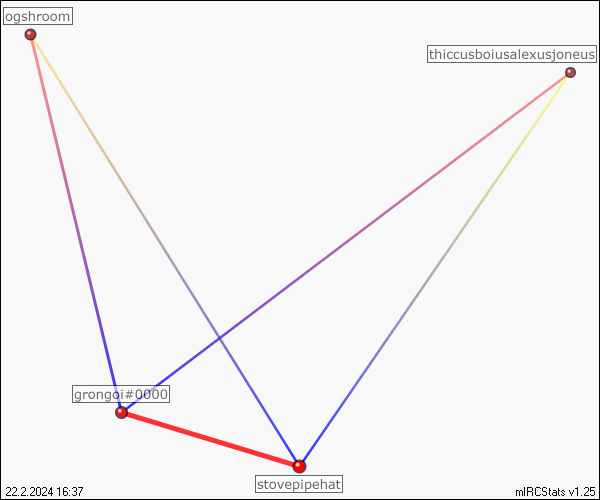 ogshroom
thiccusboiusalexusjoneus
grongoi#0000
stovepipehat
22.2.2024 16:37
mIRCStats v1.25